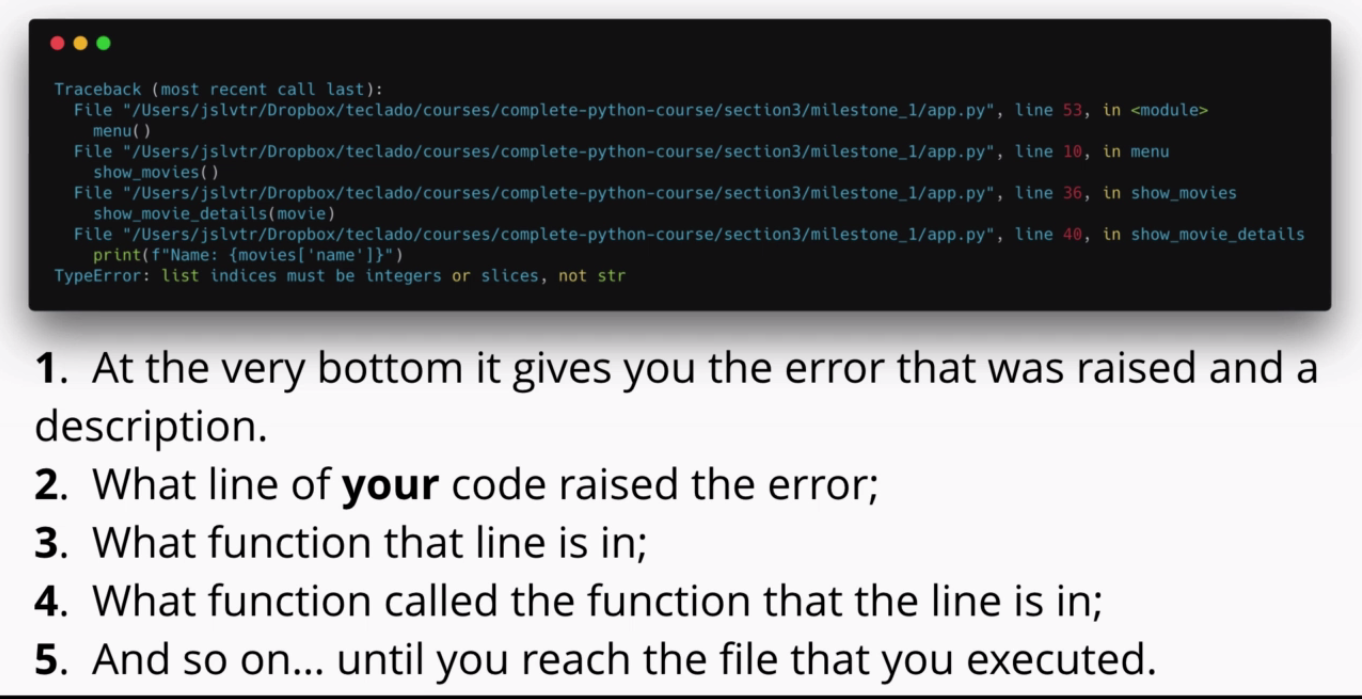 Traceback (most recent call last):
File "/Users/jslvtr/Dropbox/teclado/courses/complete-python-course/section3/milestone_1/app.py", line 53, in <module>
menu()
File "/Users/jslvtr/Dropbox/teclado/courses/complete-python-course/section3/milestone_1/app.py", line 10, in menu
show_movies()
File "/Users/jslvtr/Dropbox/teclado/courses/complete-python-course/section3/milestone_1/app.py", line 36, in show_movies
show_movie_details(movie)
File "/Users/jslvtr/Dropbox/teclado/courses/complete-python-course/section3/milestone_1/app.py", line 40, in show_movie_details
print(f"Name: {movies['name']}")
TypeError: list indices must be integers or slices, not str
1. At the very bottom it gives you the error that was raised and a
description.
2. What line of your code raised the error;
3. What function that line is in;
4. What function called the function that the line is in;
5. And so on... until you reach the file that you executed.